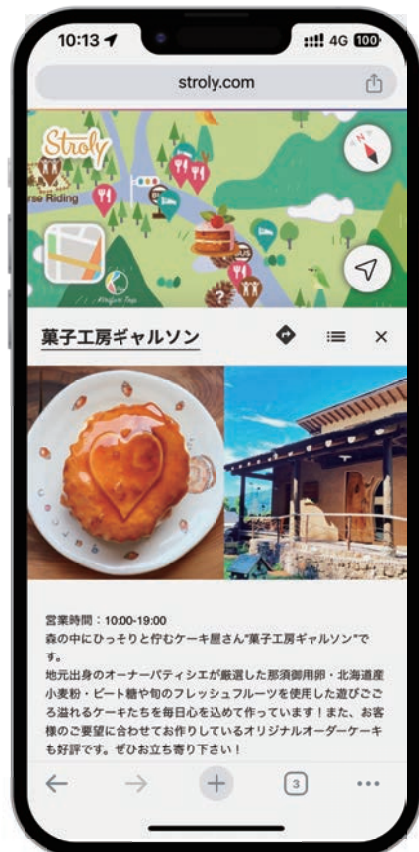 10:13
4G 100
stroly.com
Stroly
rse Riding
N
菓子工房ギャルソン
営業時間：10:00-19:00
森の中にひっそりと佇むケーキ屋さん"菓子工房ギャルソン"で
す。
地元出身のオーナーパティシエが厳選した那須御用卵・北海道産
小麦粉・ビート糖や旬のフレッシュフルーツを使用した遊びごご
ろ溢れるケーキたちを毎日心を込めて作っています！また、お客
様のご要望に合わせてお作りしているオリジナルオーダーケーキ
も好評です。ぜひお立ち寄り下さい！
3